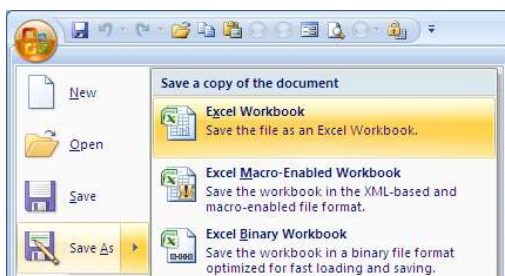 Save a copy of the document
New
Excel Workbook
Save the file as an Excel Workbook.
Open
Excel Macro-Enabled Workbook
Save the workbook in the XML-based and
macro-enabled file format.
Save
Excel Binary Workbook
Save the workbook in a binary file format
optimized for fast loading and saving.
Save As